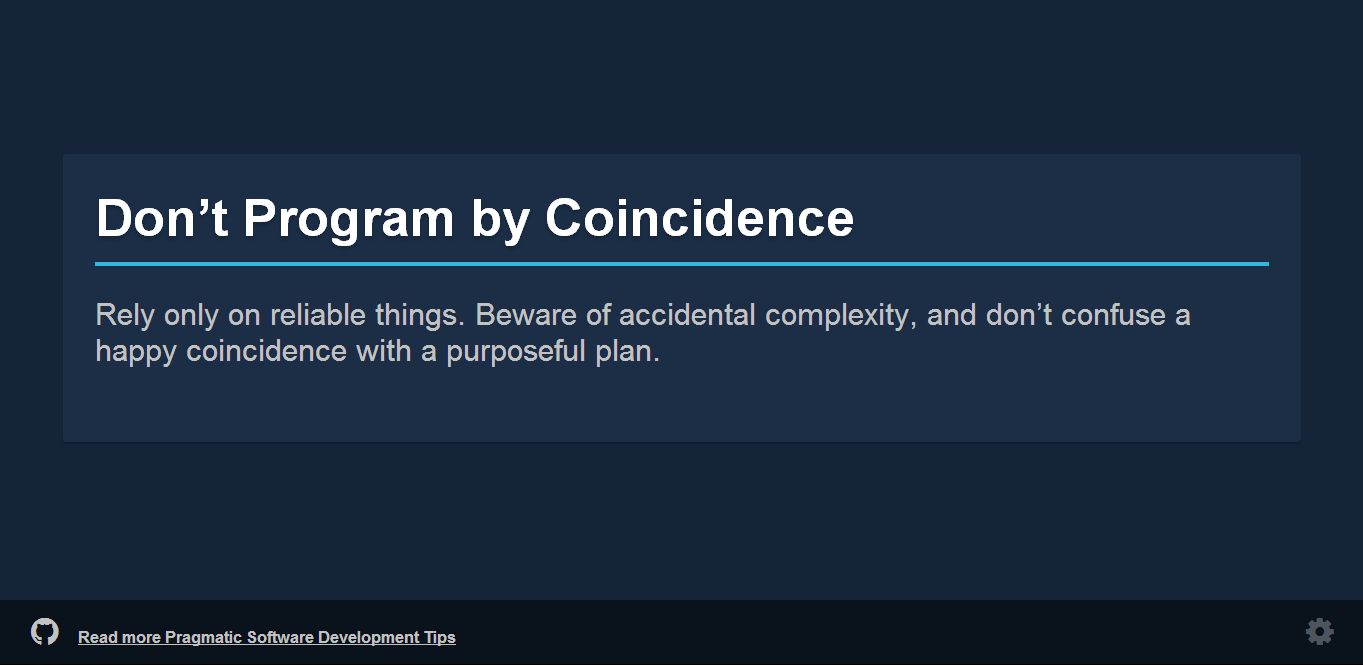 Don’t Program by Coincidence
Rely only on reliable things. Beware of accidental complexity, and don’t confuse a
happy coincidence with a purposeful plan.
Read more Pragmatic Software Development Tips